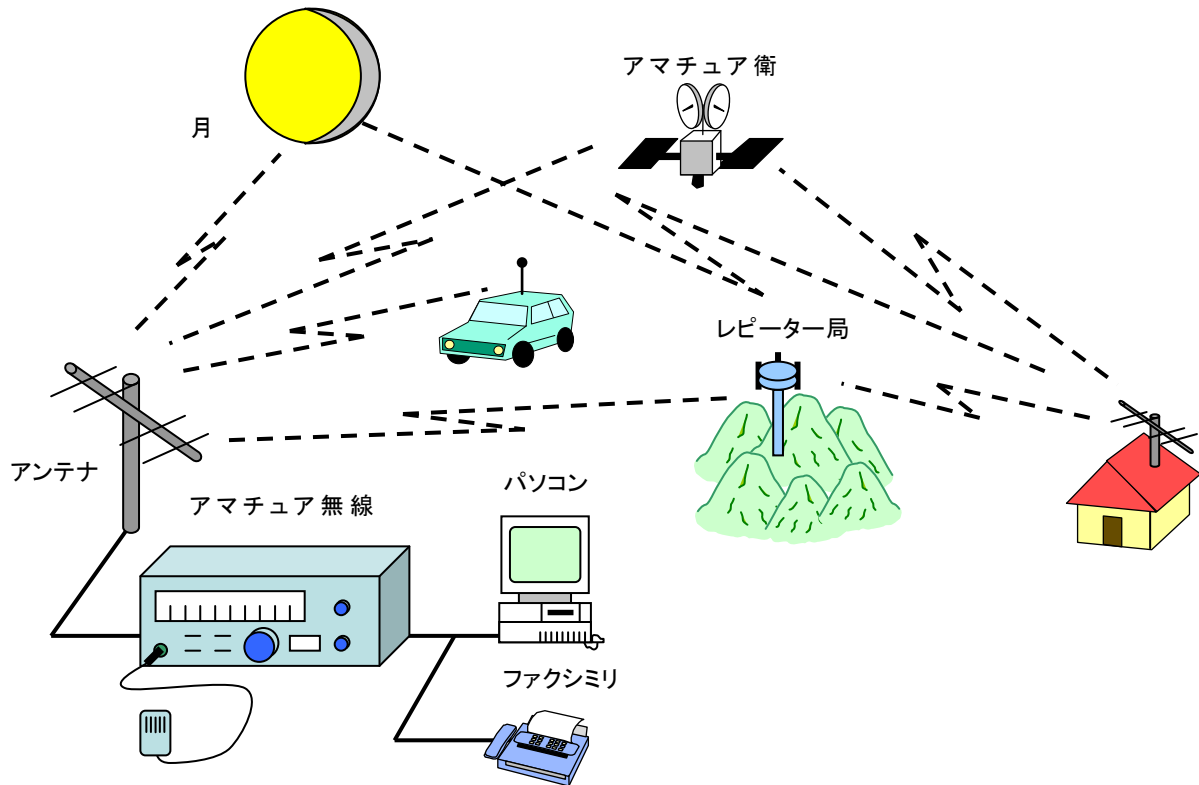 アマチュア衛
月
レピーター局
アンテナ
パソコン
アマチュア無線
ファクシミリ